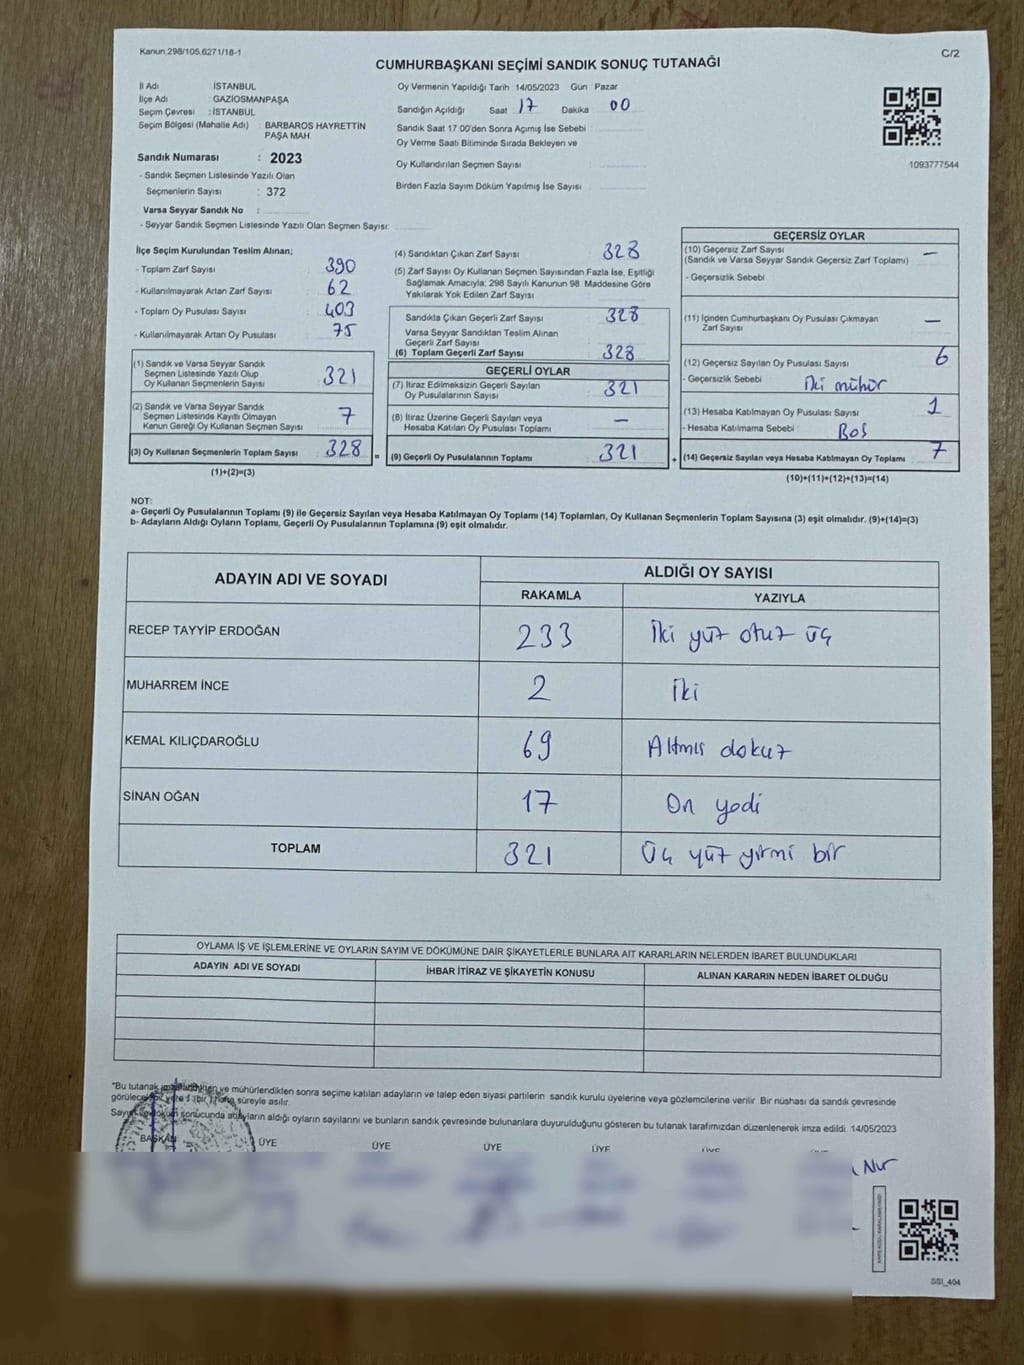 Kanun.298/105.6271/18-1
C/2
CUMHURBAŞKANI SEÇİMİ SANDIK SONUÇ TUTANAĞI
İl Adı : İSTANBUL
İlçe Adı : GAZİOSMANPAŞA
Seçim Çevresi : İSTANBUL
Seçim Bölgesi (Mahalle Adı) : BARBAROS HAYRETTİN PAŞA MAH
Sandık Numarası : 2023
- Sandık Seçmen Listesinde Yazılı Olan
Seçmenlerin Sayısı : 372
Varsa Seyyar Sandık No :
- Seyyar Sandık Seçmen Listesinde Yazılı Olan Seçmen Sayısı:
Oy Vermenin Yapıldığı Tarih :14/05/2023 Gün : Pazar
Sandığın Açıldığı Saat : 17 Dakika : 00
Sandık Saat 17:00'den Sonra Açımış İse Sebebi :
Oy Verme Saati Bitiminde Sırada Bekleyen ve
Oy Kullandırılan Seçmen Sayısı :
Birden Fazla Sayım Döküm Yapılmış İse Sayısı :
1093777544
İlçe Seçim Kurulundan Teslim Alınan;
- Toplam Zarf Sayısı : 390
- Kullanılmayarak Artan Zarf Sayısı : 62
- Toplam Oy Pusulası Sayısı : 403
- Kullanılmayarak Artan Oy Pusulası : 75
(1) Sandık ve Varsa Seyyar Sandık
Seçmen Listesinde Yazılı Olup
Oy Kullanan Seçmenlerin Sayısı : 321
(2) Sandık ve Varsa Seyyar Sandık
Seçmen Listesinde Kayıtlı Olmayan
Kanun Gereği Oy Kullanan Seçmen Sayısı : 7
(3) Oy Kullanan Seçmenlerin Toplam Sayısı : 328 =
(1)+(2)=(3)
(4) Sandıktan Çıkan Zarf Sayısı : 328
(5) Zarf Sayısı Oy Kullanan Seçmen Sayısından Fazla İse, Eşitliği
Sağlamak Amacıyla; 298 Sayılı Kanunun 98. Maddesine Göre
Yakılarak Yok Edilen Zarf Sayısı :
Sandıkta Çıkan Geçerli Zarf Sayısı : 328
Varsa Seyyar Sandıktan Teslim Alınan
Geçerli Zarf Sayısı :
(6) Toplam Geçerli Zarf Sayısı : 328
GEÇERLİ OYLAR
(7) İtiraz Edilmeksizin Geçerli Sayılan
Oy Pusulalarının Sayısı : 321
(8) İtiraz Üzerine Geçerli Sayılan veya
Hesaba Katılan Oy Pusulası Toplamı : —
(9) Geçerli Oy Pusulalarının Toplamı : 321 +
GEÇERSİZ OYLAR
(10) Geçersiz Zarf Sayısı : —
(Sandık ve Varsa Seyyar Sandık Geçersiz Zarf Toplamı)
- Geçersizlik Sebebi :
(11) İçinden Cumhurbaşkanı Oy Pusulası Çıkmayan
Zarf Sayısı : —
(12) Geçersiz Sayılan Oy Pusulası Sayısı : 6
- Geçersizlik Sebebi : iki mühür
(13) Hesaba Katılmayan Oy Pusulası Sayısı : 1
- Hesaba Katılmama Sebebi : Boş
(14) Geçersiz Sayılan veya Hesaba Katılmayan Oy Toplamı : 7
(10)+(11)+(12)+(13)=(14)
NOT:
a- Geçerli Oy Pusulasının Toplamı (9) ile Geçersiz Sayılan veya Hesaba Katılmayan Oy Toplamı (14) Toplamları, Oy Kullanan Seçmenlerin Toplam Sayısına (3) eşit olmalıdır. (9)+(14)=(3)
b- Adayların Aldığı Oyların Toplamı, Geçerli Oy Pusulalarının Toplamına (9) eşit olmalıdır.
ADAYIN ADI VE SOYADI
ALDIĞI OY SAYISI
RAKAMLA YAZIYLA
RECEP TAYYİP ERDOĞAN 233 İki yüz otuz üç
MUHARREM İNCE 2 İki
KEMAL KILIÇDAROĞLU 69 Altmış dokuz
SİNAN OĞAN 17 On yedi
TOPLAM 321 Üç yüz yirmi bir
OYLAMA İŞ VE İŞLEMLERİNE VE OYLARIN SAYIM VE DÖKÜMÜNE DAİR ŞİKAYETLERLE BUNLARA AİT KARARLARIN NELERDEN İBARET BULUNDUKLARI
ADAYIN ADI VE SOYADI İHBAR İTİRAZ VE ŞİKAYETİN KONUSU ALINAN KARARIN NEDEN İBARET OLDUĞU
*Bu tutanak ve mühürlendikten sonra seçime katılan adayların ve talep eden siyasi partilerin sandık kurulu üyelerine veya gözlemcilerine verilir. Bir nüshası da sandık çevresinde
süreyle asılır.
sonucunda adayların aldığı oyların sayılarını ve bunların sandık çevresinde bulunanlara duyurulduğunu gösteren bu tutanak tarafımızdan düzenlenerek imza edildi. 14/05/2023
BAŞKAN ÜYE ÜYE ÜYE ÜYE ÜYE
Nur
SSI_404